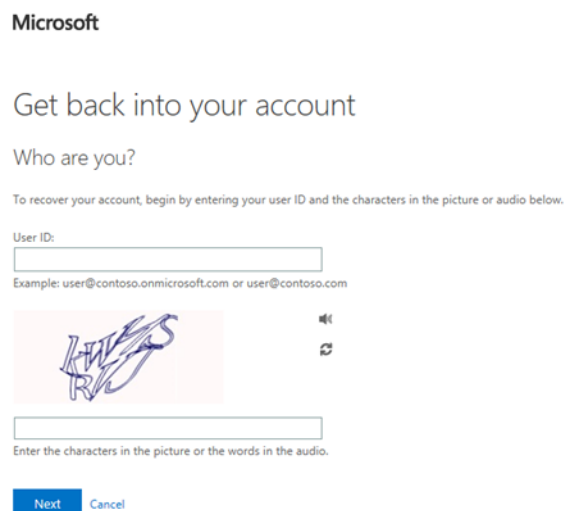 Microsoft
Get back into your account
Who are you?
To recover your account, begin by entering your user ID and the characters in the picture or audio below.
User ID:
Example: user@contoso.onmicrosoft.com or user@contoso.com
Enter the characters in the picture or the words in the audio.
Next Cancel